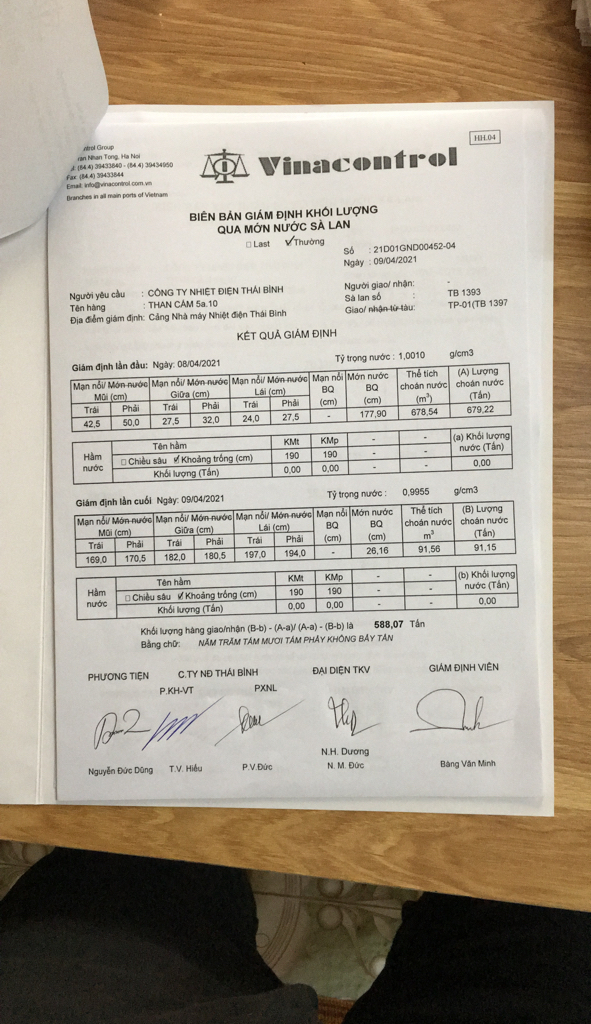 HH.04
ntrol Group
ran Nhan Tong, Ha Noi
(84.4) 39433840 - (84.4) 39434950
Fax: (84.4) 39433844
Email: info@vinacontrol.com.vn
Branches in all main ports of Vietnam
Vinacontrol
BIÊN BẢN GIÁM ĐỊNH KHỐI LƯỢNG
QUA MỚN NƯỚC SÀ LAN
Last Thường
Số : 21D01GND00452-04
Ngày : 09/04/2021
Người yêu cầu : CÔNG TY NHIỆT ĐIỆN THÁI BÌNH
Người giao/ nhận: -
Tên hàng : THAN CÁM 5a.10
Sà lan số : TB 1393
Địa điểm giám định: Cảng Nhà máy Nhiệt điện Thái Bình
Giao/ nhận từ tàu: TP-01(TB 1397
KẾT QUẢ GIÁM ĐỊNH
Giám định lần đầu: Ngày: 08/04/2021 Tỷ trọng nước : 1,0010 g/cm3
Mạn nổi/ Món nước Mũi (cm) Mạn nổi/ Món nước Giữa (cm) Mạn nổi/ Món nước Lái (cm) Mạn nổi BQ (cm) Món nước BQ (cm) Thể tích choán nước (m3) (A) Lượng choán nước (Tấn)
Trái Phải Trái Phải Trái Phải
42,5 50,0 27,5 32,0 24,0 27,5 - 177,90 678,54 679,22
Hầm nước Tên hầm KMt KMp - - (a) Khối lượng nước (Tấn)
Chiều sâu Khoảng trống (cm) 190 190 - -
Khối lượng (Tấn) 0,00 0,00 - - 0,00
Giám định lần cuối Ngày: 09/04/2021 Tỷ trọng nước : 0,9955 g/cm3
Mạn nổi/ Món nước Mũi (cm) Mạn nổi/ Món nước Giữa (cm) Mạn nổi/ Món nước Lái (cm) Mạn nổi BQ (cm) Món nước BQ (cm) Thể tích choán nước m3 (B) Lượng choán nước (Tấn)
Trái Phải Trái Phải Trái Phải
169,0 170,5 182,0 180,5 197,0 194,0 - 26,16 91,56 91,15
Hầm nước Tên hầm KMt KMp - - (b) Khối lượng nước (Tấn)
Chiều sâu Khoảng trống (cm) 190 190 - -
Khối lượng (Tấn) 0,00 0,00 - - 0,00
Khối lượng hàng giao/nhận (B-b) - (A-a)/ (A-a) - (B-b) là 588,07 Tấn
Bằng chữ: NĂM TRĂM TÁM MƯƠI TÁM PHẨY KHÔNG BẢY TẤN
PHƯƠNG TIỆN C.TY NĐ THÁI BÌNH ĐẠI DIỆN TKV GIÁM ĐỊNH VIÊN
P.KH-VT PXNL
N.H. Dương
Nguyễn Đức Dũng T.V. Hiếu P.V.Đức N. M. Đức Bàng Văn Minh